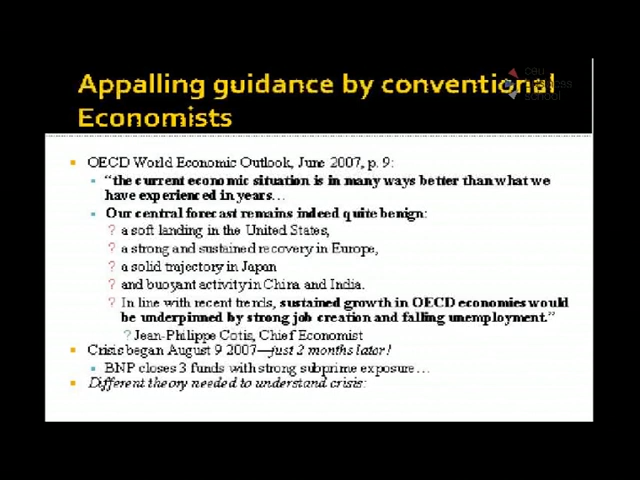 Appalling guidance by conventional
Economists
ceu
business
school
OECD World Economic Outlook, June 2007, p. 9:
"the current economic situation is in many ways better than what we
have experienced in years…
Our central forecast remains indeed quite benign:
? a soft landing in the United States,
? a strong and sustained recovery in Europe,
? a solid trajectory in Japan
? and buoyant activity in China and India.
? In line with recent trends, sustained growth in OECD economies would
be underpinned by strong job creation and falling unemployment."
? Jean-Philippe Cotis, Chief Economist
Crisis began August 9 2007—just 2 months later!
BNP closes 3 funds with strong subprime exposure…
Different theory needed to understand crisis: